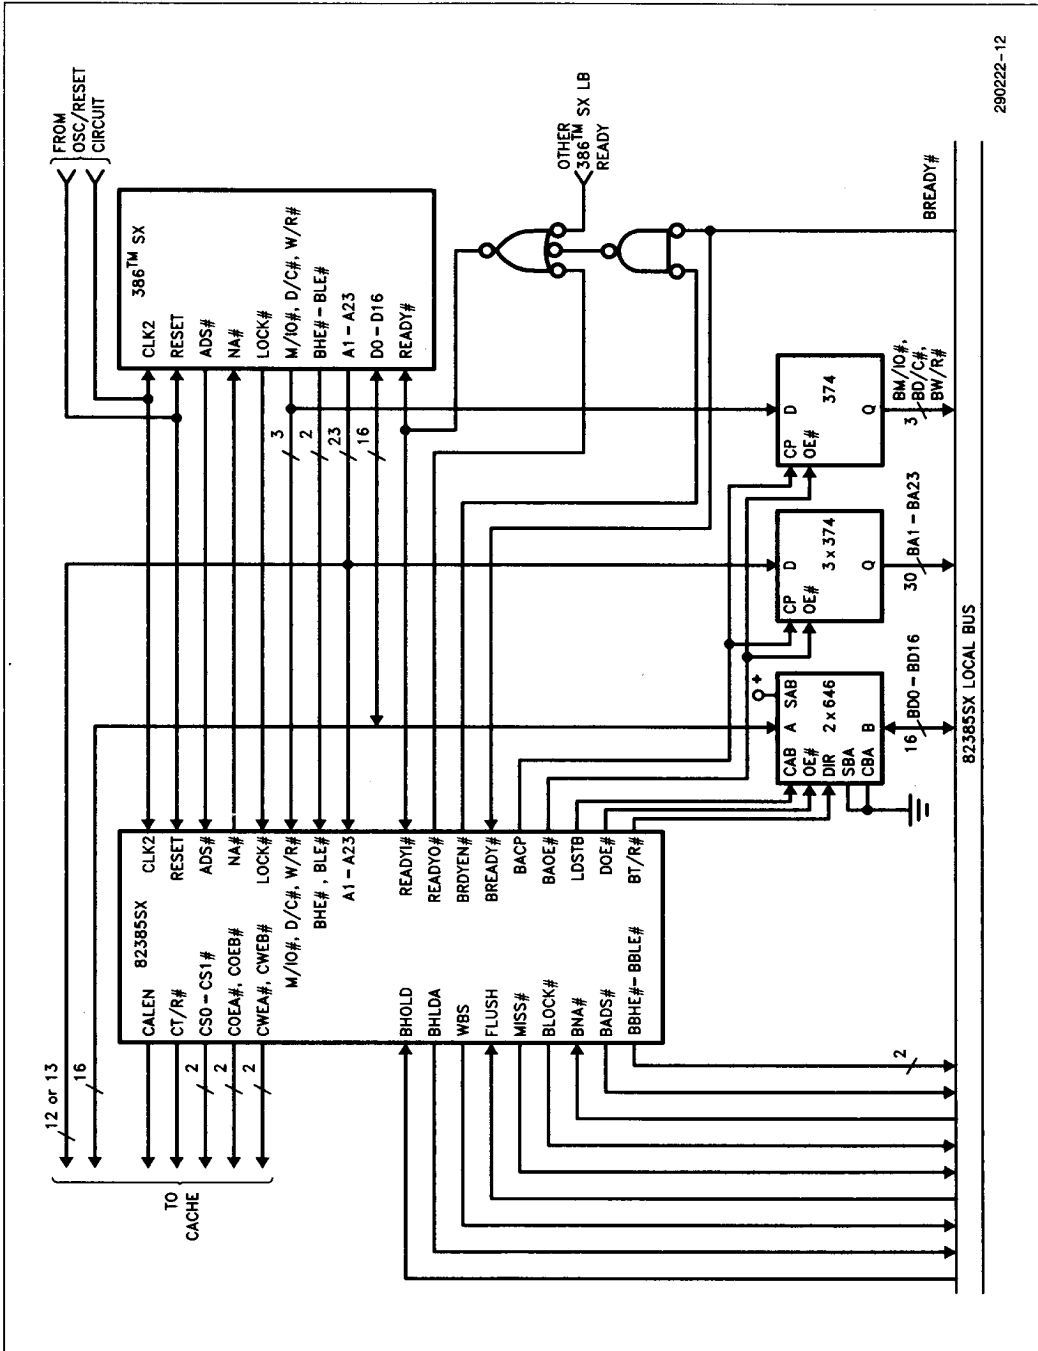 FROM
OSC/RESET
CIRCUIT
386™ SX
CLK2
RESET
ADS#
NA#
LOCK#
M/IO#, D/C#, W/R#
BHE#-BLE#
A1-A23
D0-D16
READY#
3
2
23
16
OTHER
386™ SX LB
READY
12 or 13
16
TO
CACHE
2
2
2
82385SX
CALEN
CT/R#
CS0-CS1#
COEA#, COEB#
CWEA#, CWEB#
CLK2
RESET
ADS#
NA#
LOCK#
M/IO#, D/C#, W/R#
BHE#, BLE#
A1-A23
READYI#
READYO#
BRDYEN#
BREADY#
BACP
BAOE#
LDSTB
DOE#
BT/R#
BHOLD
BHLDA
WBS
FLUSH
MISS#
BLOCK#
BNA#
BADS#
BBHE#-BBLE#
2
CAB
OE#
DIR
SBA
CBA
A
SAB
2 x 646
B
16
BD0-BD16
CP
OE#
D
3 x 374
Q
30
BA1-BA23
CP
OE#
D
374
Q
3
BM/IO#,
BD/C#,
BW/R#
BREADY#
82385SX LOCAL BUS
290222-12